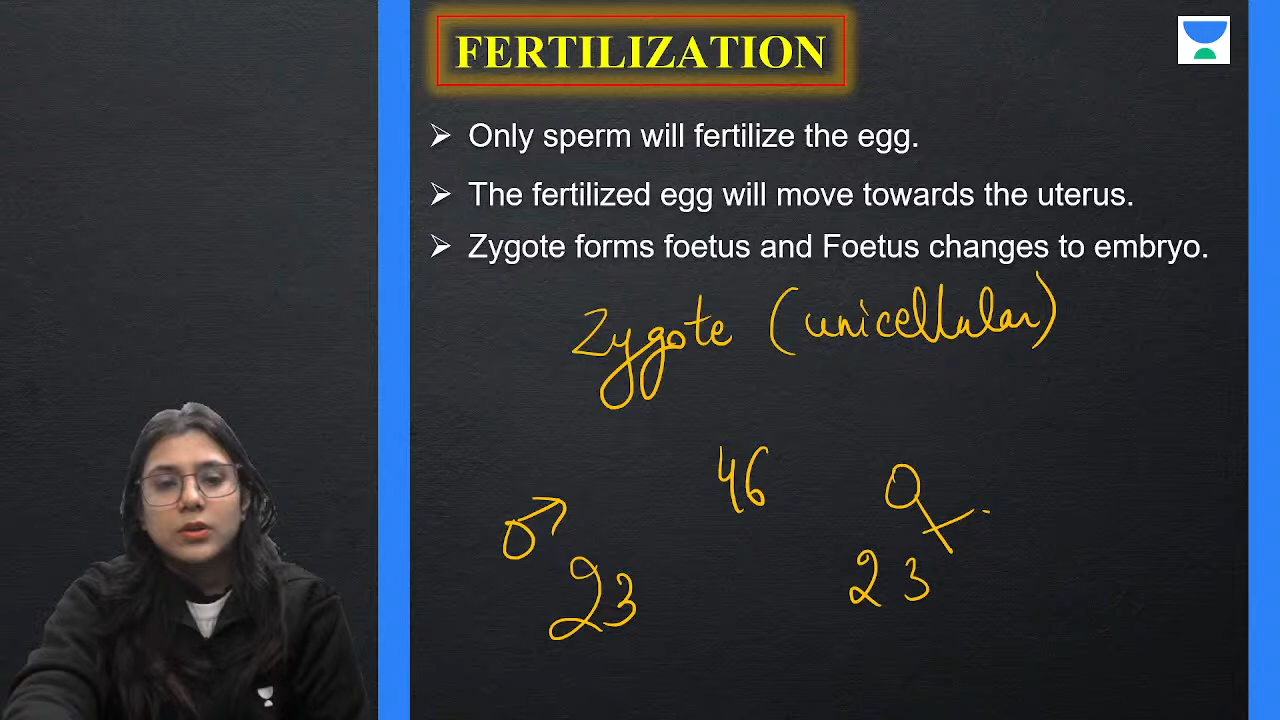 FERTILIZATION
➢ Only sperm will fertilize the egg.
➢ The fertilized egg will move towards the uterus.
➢ Zygote forms foetus and Foetus changes to embryo.
Zygote (unicellular)
46
♂ ♀
23 23